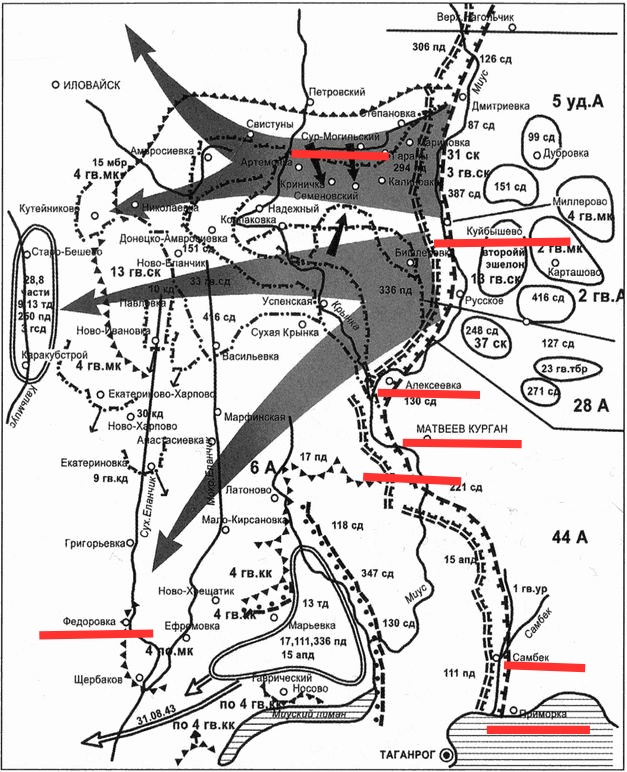 Верх. Нагольчик
306 пд
126 сд
Миус
ИЛОВАЙСК
Петровский
5 уд.А
Степановка
Дмитриевка
Свистуны
87 сд
99 сд
Сур-Могильский
Мариновка
Амвросиевка
31 ск
Дубровка
15 мбр
Артемовка
Гараны
4 гв.мк
294 пд
3 гв.ск
Криничка
Калиновка
151 сд
387 сд
Семеновский
Миллерово
Кутейниково
Николаевка
Надежный
4 гв.мк
Колпаковка
Куйбышево
Донецко-Амвросиевка
Старо-Бешево
151 сд
второйй
2 гв.мк
Ново-Еланчик
эшелон
13 гв.ск
Карташово
28,8
33 гв.сд
13 гв.ск
части
10 кд
336 пд
2 гв.А
9,13 тд
Павловка
Успенская
Русское
416 сд
250 пд
416 сд
Крынка
3 гсд
Ново-Ивановка
Сухая Крынка
248 сд
37 ск
127 сд
Каракубстрой
Васильевка
4 гв.мк
23 гв.тбр
Кальмиус
Алексеевка
Екатериново-Харпово
130 сд
271 сд
28 А
30 кд
Ново-Харпово
Марфинская
МАТВЕЕВ КУРГАН
Анастасиевка
Екатериновка
6 А
17 пд
9 гв.кд
Сух.Еланчик
Мокр.Еланчик
Латоново
221 сд
Мало-Кирсановка
118 сд
44 А
Григорьевка
15 апд
4 гв.кк
347 сд
Миус
1 гв.ур
Ново-Хрещатик
13 тд
4 гв.кк
Самбек
Федоровка
Марьевка
130 сд
Ефремовка
17,111,336 пд
4 по.мк
15 апд
Самбек
Щербаков
Гаврический
111 пд
Носово
31.08.43
по 4 гв.кк
Миуский лиман
Приморка
по 4 гв.кк
ТАГАНРОГ